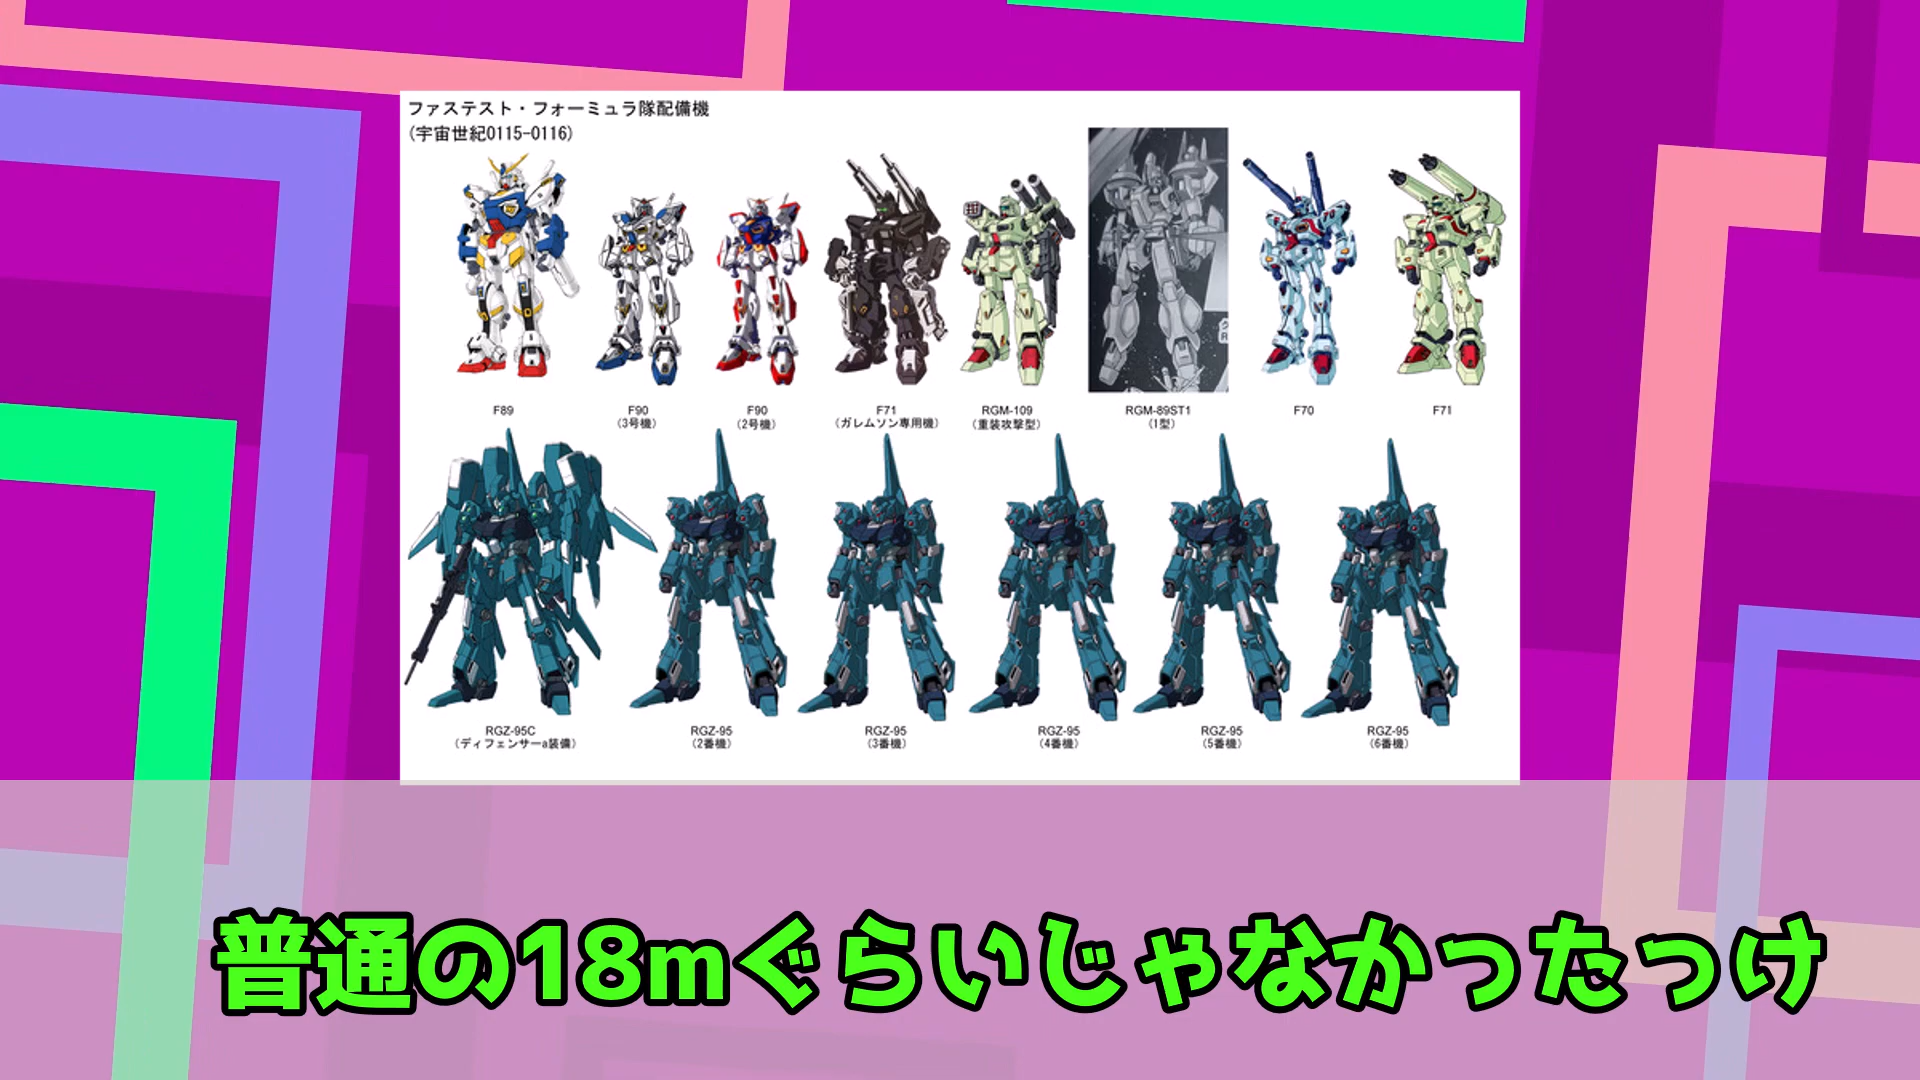 ファステスト・フォーミュラ隊配備機
(宇宙世紀0115-0116)
F89
F90
(3号機)
F90
(2号機)
F71
(ガレムソン専用機)
RGM-109
(重装攻撃型)
RGM-89ST1
(1型)
F70
F71
RGZ-95C
(ディフェンサーa装備)
RGZ-95
(2番機)
RGZ-95
(3番機)
RGZ-95
(4番機)
RGZ-95
(5番機)
RGZ-95
(6番機)
普通の18mぐらいじゃなかったっけ